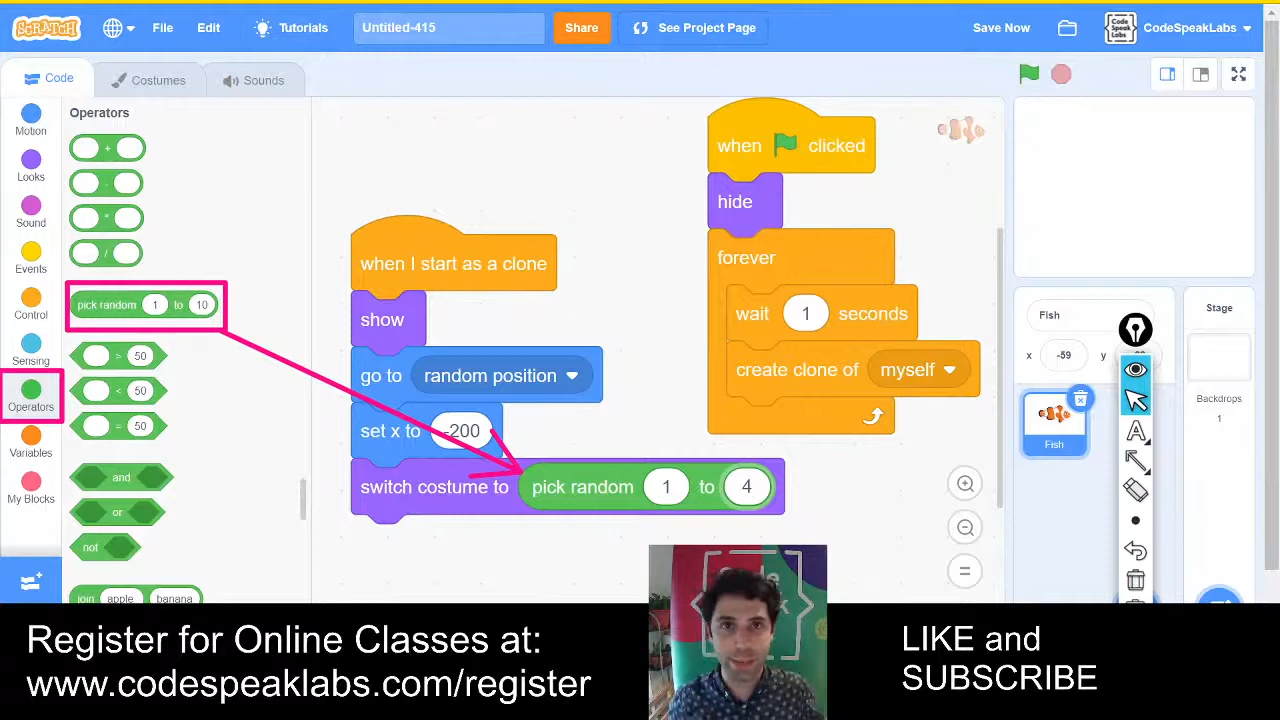 SCRATCH
File
Edit
Tutorials
Untitled-415
Share
See Project Page
Save Now
Code Speak Labs
CodeSpeakLabs
Code
Costumes
Sounds
Motion
Looks
Sound
Events
Control
Sensing
Operators
Variables
My Blocks
Operators
+
-
*
/
pick random 1 to 10
> 50
< 50
= 50
and
or
not
join apple banana
when I start as a clone
show
go to random position
set x to -200
switch costume to pick random 1 to 4
when clicked
hide
forever
wait 1 seconds
create clone of myself
Fish
x -59 y
Fish
Stage
Backdrops
1
A
Register for Online Classes at:
www.codespeaklabs.com/register
LIKE and
SUBSCRIBE